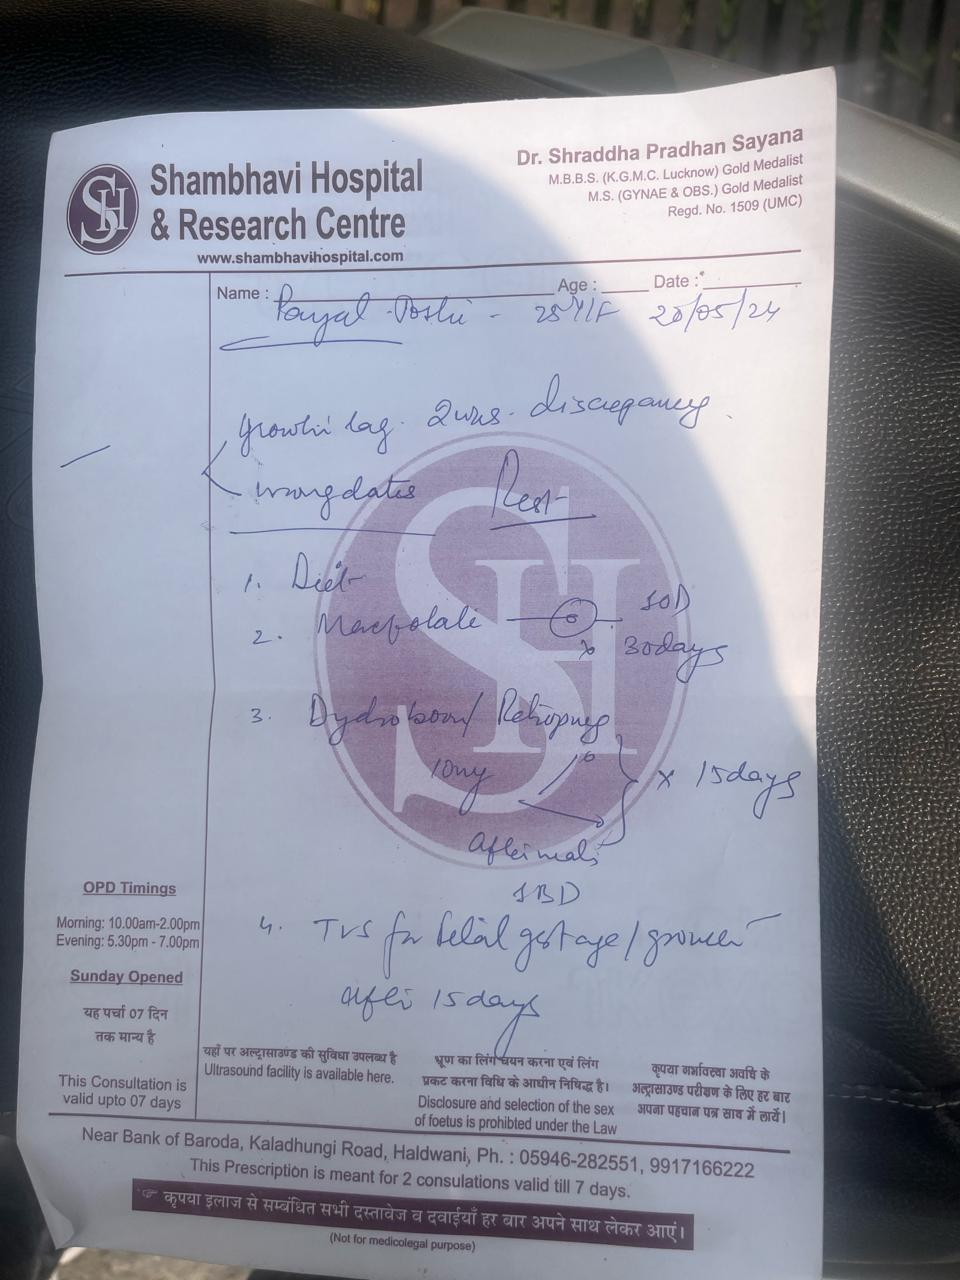 SH
Shambhavi Hospital
& Research Centre
www.shambhavihospital.com
Dr. Shraddha Pradhan Sayana
M.B.B.S. (K.G.M.C. Lucknow) Gold Medalist
M.S. (GYNAE & OBS.) Gold Medalist
Regd. No. 1509 (UMC)
Name : Age : Date :
Payal Joshi - 25Y/F 20/05/24
Growth lag. 2wks. discrepancy.
wrong dates Rest
1. Diet
2. Macfolate
x 30days
3. Dydroboon/
10mg x 15days
After meals
4. TVS for fetal gest age/growth
after 15days
OPD Timings
Morning: 10.00am-2.00pm
Evening: 5.30pm - 7.00pm
Sunday Opened
यह पर्चा 07 दिन
तक मान्य है
This Consultation is
valid upto 07 days
यहाँ पर अल्ट्रासाउण्ड की सुविधा उपलब्ध है
Ultrasound facility is available here.
भ्रूण का लिंग चयन करना एवं लिंग
प्रकट करना विधि के आधीन निषिद्ध है।
Disclosure and selection of the sex
of foetus is prohibted under the Law
कृपया गर्भावस्था अवधि के
अल्ट्रासाउण्ड परीक्षण के लिए हर बार
अपना पहचान पत्र साथ में लायें।
Near Bank of Baroda, Kaladhungi Road, Haldwani, Ph. : 05946-282551, 9917166222
This Prescription is meant for 2 consulations valid till 7 days.
कृपया इलाज से सम्बंधित सभी दस्तावेज व दवाईयाँ हर बार अपने साथ लेकर आएं।
(Not for medicolegal purpose)